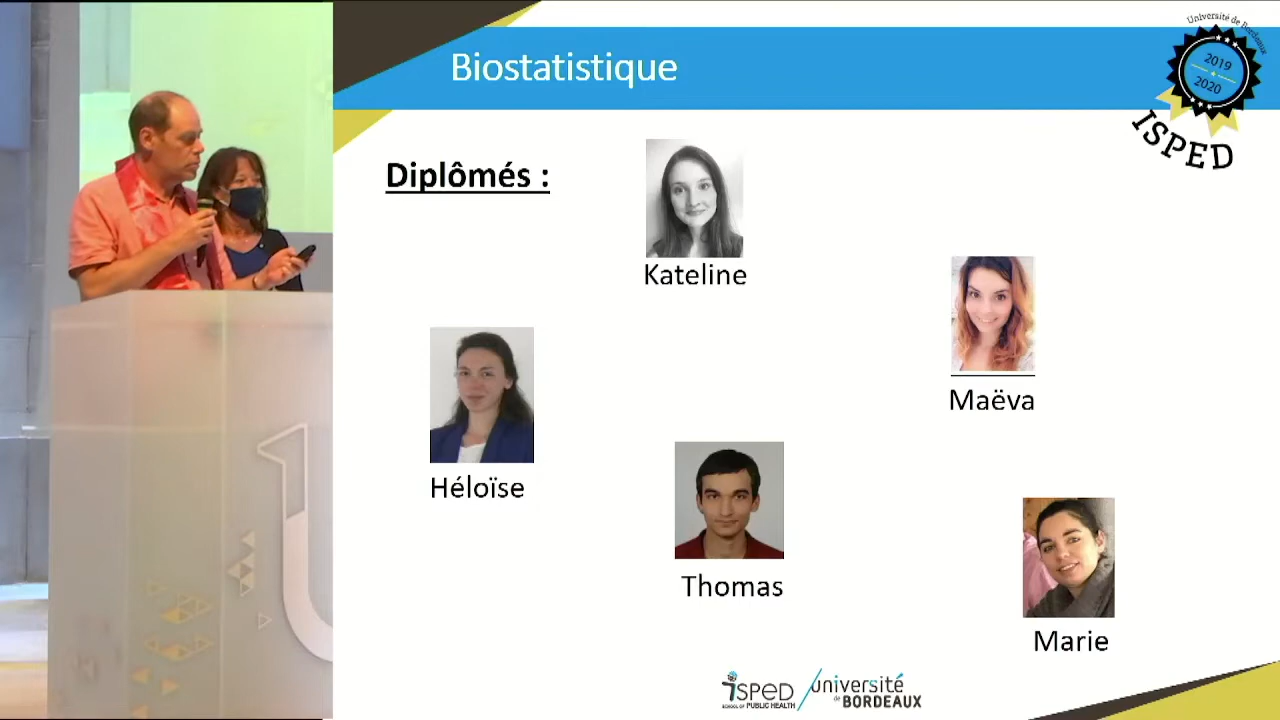 Biostatistique
Université de Bordeaux
2019
2020
ISPED
Diplômés :
Kateline
Maëva
Héloïse
Thomas
Marie
isped
SCHOOL OF PUBLIC HEALTH
université
de BORDEAUX